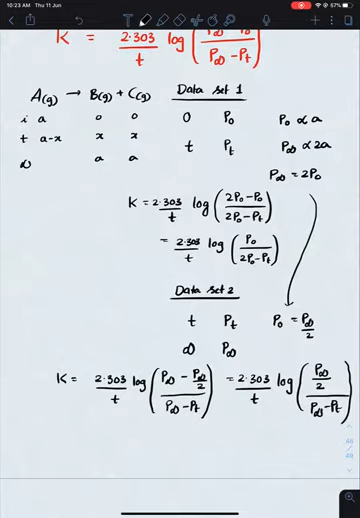 10:23 AM Tue 11 Jun
K = 2.303/t log (P∞ − P₀ / P∞ − Pt)
A(g) → B(g) + C(g) Data set 1
i a 0 0 0 P₀ P₀ ∝ a
t a-x x x t Pt P∞ ∝ 2a
∞ a a P∞ = 2P₀
K = 2.303/t log (2P₀ − P₀ / 2P₀ − Pt)
= 2.303/t log (P₀ / 2P₀ − Pt)
Data set 2
t Pt P₀ = P∞/2
∞ P∞
K = 2.303/t log (P∞ − P∞/2 / P∞ − Pt) = 2.303/t log (P∞/2 / P∞ − Pt)